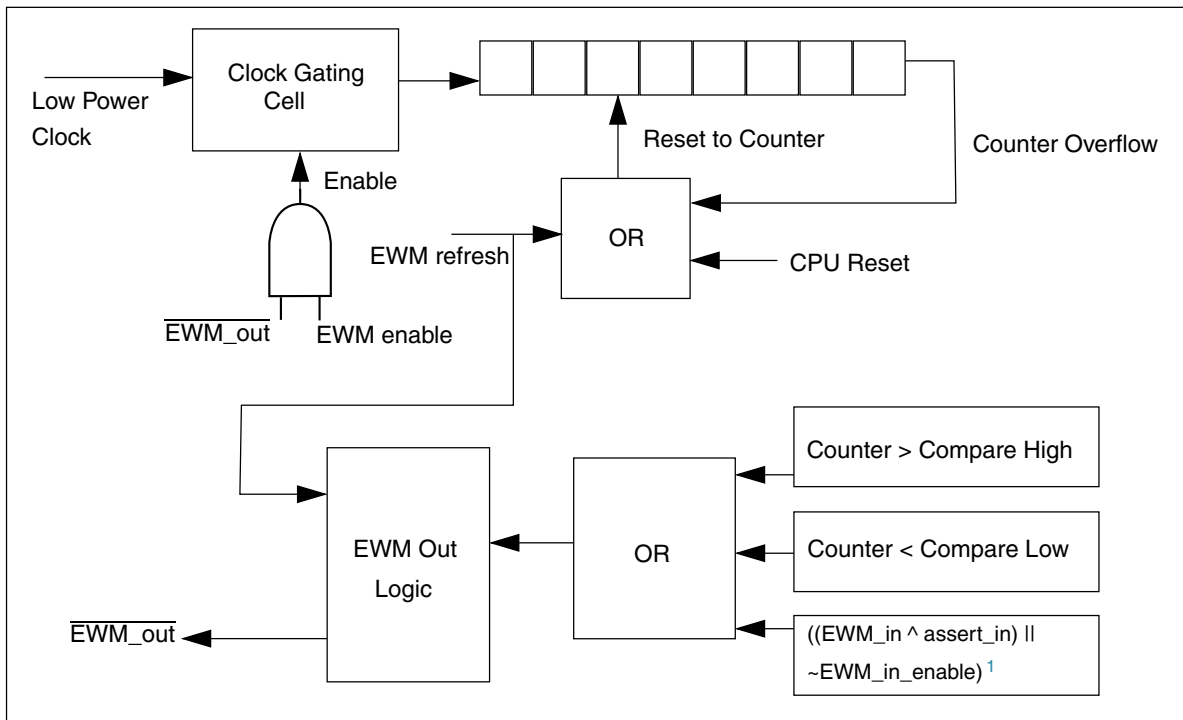 Clock Gating
Cell
Low Power
Clock
Reset to Counter
Counter Overflow
Enable
OR
EWM refresh
CPU Reset
EWM_out
EWM enable
Counter > Compare High
EWM Out
Logic
OR
Counter < Compare Low
EWM_out
((EWM_in ^ assert_in) ||
~EWM_in_enable) 1